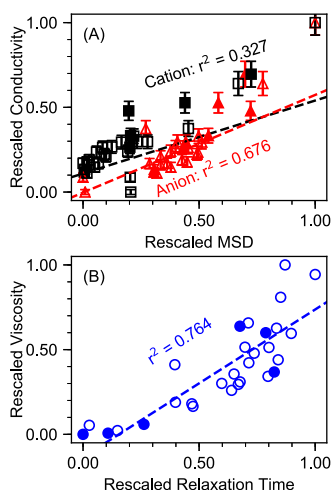 (A)
Cation: r² = 0.327
Anion: r² = 0.676
Rescaled Conductivity
1.00
0.50
0.00
0.00 0.50 1.00
Rescaled MSD
(B)
r² = 0.764
Rescaled Viscosity
1.00
0.50
0.00
0.00 0.50 1.00
Rescaled Relaxation Time